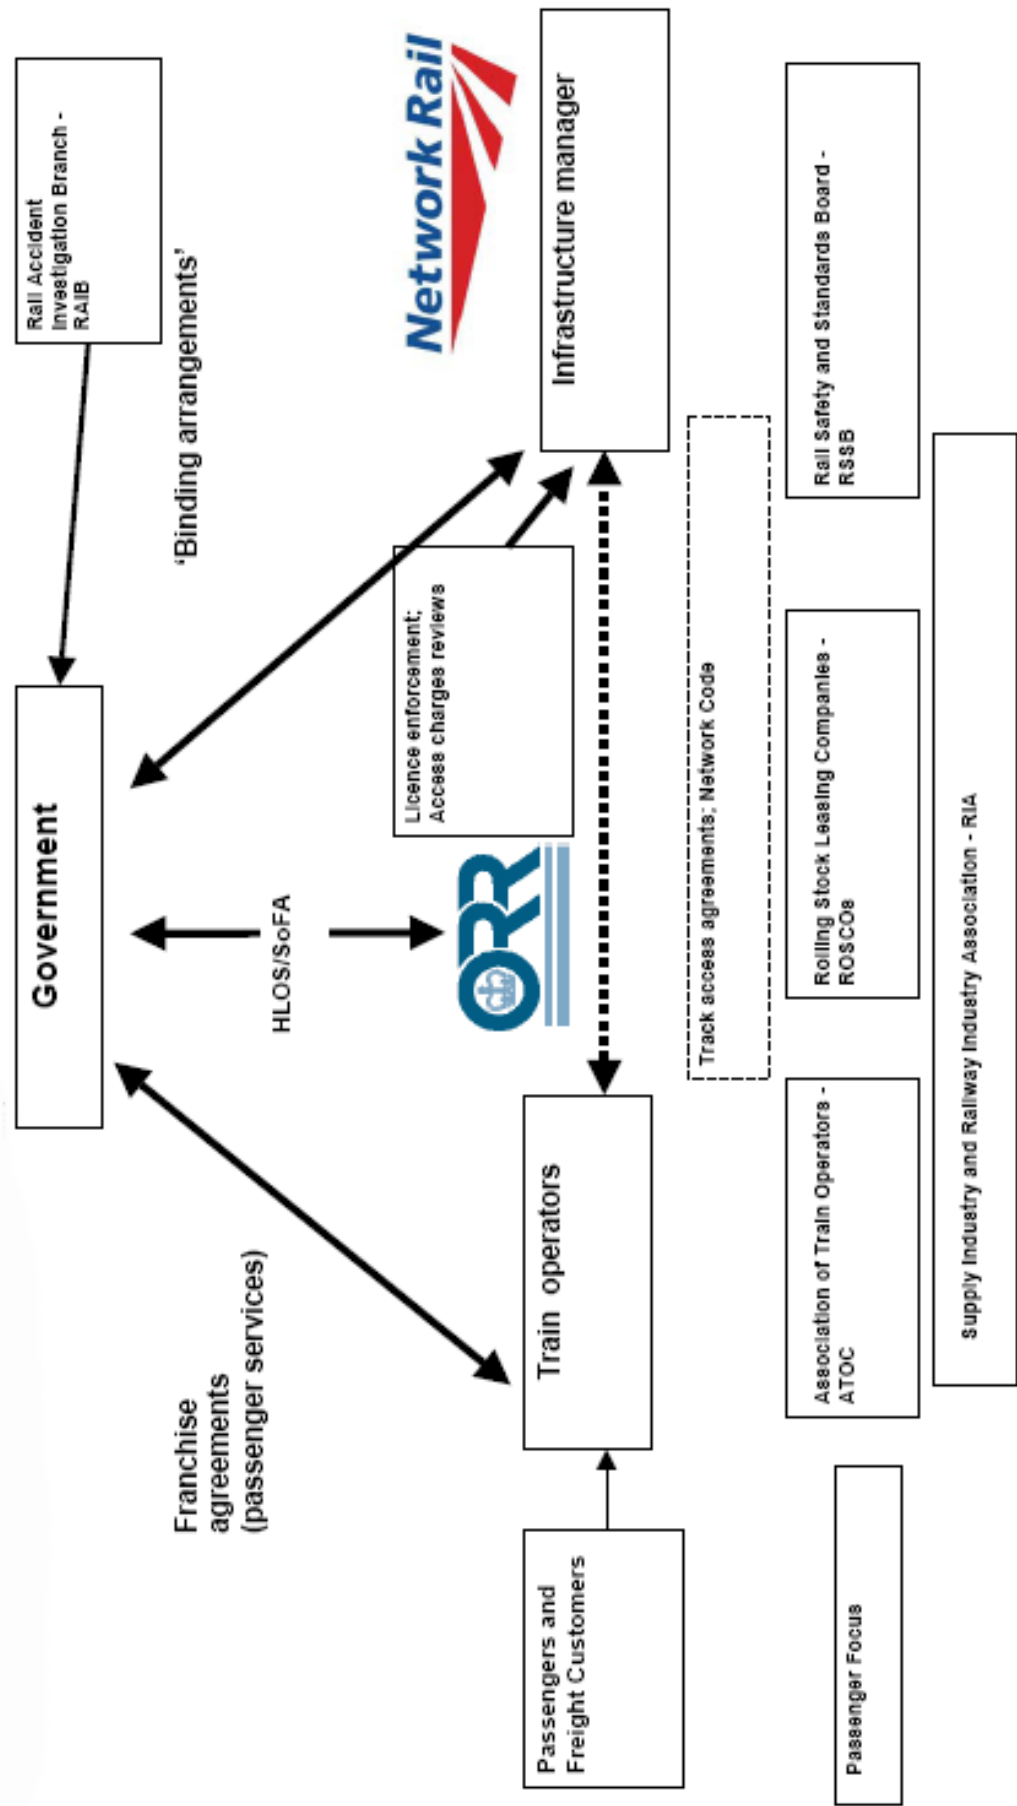 Government
Rail Accident
Investigation Branch -
RAIB
Franchise
agreements
(passenger services)
'Binding arrangements'
HLOS/SoFA
ORR
Licence enforcement;
Access charges reviews
Network Rail
Passengers and
Freight Customers
Train operators
Infrastructure manager
Track access agreements; Network Code
Passenger Focus
Association of Train Operators -
ATOC
Rolling Stock Leasing Companies -
ROSCOs
Rail Safety and Standards Board -
RSSB
Supply Industry and Railway Industry Association - RIA